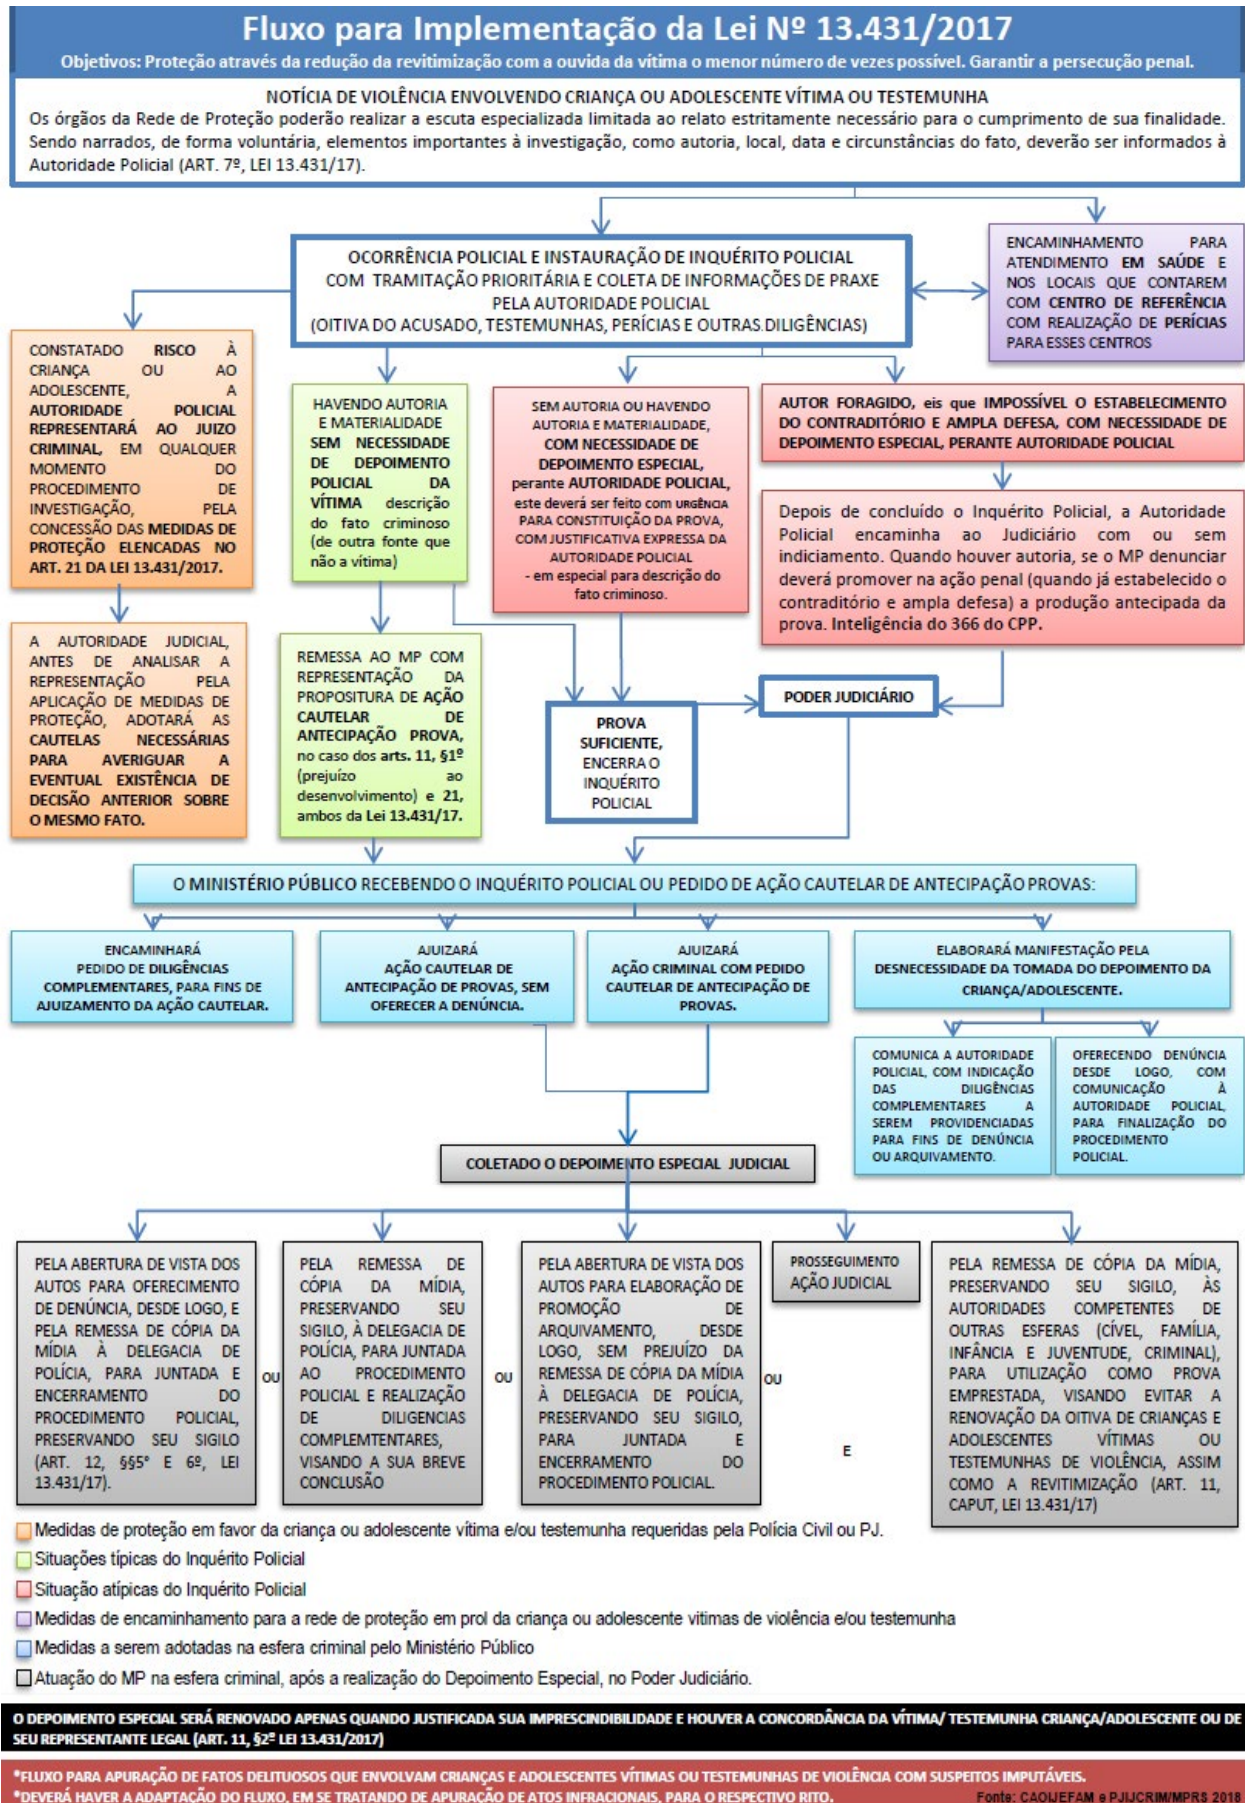 Fluxo para Implementação da Lei Nº 13.431/2017
Objetivos: Proteção através da redução da revitimização com a ouvida da vítima o menor número de vezes possível. Garantir a persecução penal.
NOTÍCIA DE VIOLÊNCIA ENVOLVENDO CRIANÇA OU ADOLESCENTE VÍTIMA OU TESTEMUNHA
Os órgãos da Rede de Proteção poderão realizar a escuta especializada limitada ao relato estritamente necessário para o cumprimento de sua finalidade.
Sendo narrados, de forma voluntária, elementos importantes à investigação, como autoria, local, data e circunstâncias do fato, deverão ser informados à
Autoridade Policial (ART. 7º, LEI 13.431/17).
OCORRÊNCIA POLICIAL E INSTAURAÇÃO DE INQUÉRITO POLICIAL
COM TRAMITAÇÃO PRIORITÁRIA E COLETA DE INFORMAÇÕES DE PRAXE
PELA AUTORIDADE POLICIAL
(OITIVA DO ACUSADO, TESTEMUNHAS, PERÍCIAS E OUTRAS.DILIGÊNCIAS)
ENCAMINHAMENTO PARA
ATENDIMENTO EM SAÚDE E
NOS LOCAIS QUE CONTAREM
COM CENTRO DE REFERÊNCIA
COM REALIZAÇÃO DE PERÍCIAS
PARA ESSES CENTROS
CONSTATADO RISCO À
CRIANÇA OU AO
ADOLESCENTE, A
AUTORIDADE POLICIAL
REPRESENTARÁ AO JUIZO
CRIMINAL, EM QUALQUER
MOMENTO DO
PROCEDIMENTO DE
INVESTIGAÇÃO, PELA
CONCESSÃO DAS MEDIDAS DE
PROTEÇÃO ELENCADAS NO
ART. 21 DA LEI 13.431/2017.
HAVENDO AUTORIA
E MATERIALIDADE
SEM NECESSIDADE
DE DEPOIMENTO
POLICIAL DA
VÍTIMA descrição
do fato criminoso
(de outra fonte que
não a vítima)
SEM AUTORIA OU HAVENDO
AUTORIA E MATERIALIDADE,
COM NECESSIDADE DE
DEPOIMENTO ESPECIAL,
perante AUTORIDADE POLICIAL,
este deverá ser feito com URGÊNCIA
PARA CONSTITUIÇÃO DA PROVA,
COM JUSTIFICATIVA EXPRESSA DA
AUTORIDADE POLICIAL
- em especial para descrição do
fato criminoso.
AUTOR FORAGIDO, eis que IMPOSSÍVEL O ESTABELECIMENTO
DO CONTRADITÓRIO E AMPLA DEFESA, COM NECESSIDADE DE
DEPOIMENTO ESPECIAL, PERANTE AUTORIDADE POLICIAL
Depois de concluído o Inquérito Policial, a Autoridade
Policial encaminha ao Judiciário com ou sem
indiciamento. Quando houver autoria, se o MP denunciar
deverá promover na ação penal (quando já estabelecido o
contraditório e ampla defesa) a produção antecipada da
prova. Inteligência do 366 do CPP.
A AUTORIDADE JUDICIAL,
ANTES DE ANALISAR A
REPRESENTAÇÃO PELA
APLICAÇÃO DE MEDIDAS DE
PROTEÇÃO, ADOTARÁ AS
CAUTELAS NECESSÁRIAS
PARA AVERIGUAR A
EVENTUAL EXISTÊNCIA DE
DECISÃO ANTERIOR SOBRE
O MESMO FATO.
REMESSA AO MP COM
REPRESENTAÇÃO DA
PROPOSITURA DE AÇÃO
CAUTELAR DE
ANTECIPAÇÃO PROVA,
no caso dos arts. 11, §1º
(prejuízo ao
desenvolvimento) e 21,
ambos da Lei 13.431/17.
PROVA
SUFICIENTE,
ENCERRA O
INQUÉRITO
POLICIAL
PODER JUDICIÁRIO
O MINISTÉRIO PÚBLICO RECEBENDO O INQUÉRITO POLICIAL OU PEDIDO DE AÇÃO CAUTELAR DE ANTECIPAÇÃO PROVAS:
ENCAMINHARÁ
PEDIDO DE DILIGÊNCIAS
COMPLEMENTARES, PARA FINS DE
AJUIZAMENTO DA AÇÃO CAUTELAR.
AJUIZARÁ
AÇÃO CAUTELAR DE
ANTECIPAÇÃO DE PROVAS, SEM
OFERECER A DENÚNCIA.
AJUIZARÁ
AÇÃO CRIMINAL COM PEDIDO
CAUTELAR DE ANTECIPAÇÃO DE
PROVAS.
ELABORARÁ MANIFESTAÇÃO PELA
DESNECESSIDADE DA TOMADA DO DEPOIMENTO DA
CRIANÇA/ADOLESCENTE.
COMUNICA A AUTORIDADE
POLICIAL, COM INDICAÇÃO
DAS DILIGÊNCIAS
COMPLEMENTARES A
SEREM PROVIDENCIADAS
PARA FINS DE DENÚNCIA
OU ARQUIVAMENTO.
OFERECENDO DENÚNCIA
DESDE LOGO, COM
COMUNICAÇÃO À
AUTORIDADE POLICIAL,
PARA FINALIZAÇÃO DO
PROCEDIMENTO
POLICIAL.
COLETADO O DEPOIMENTO ESPECIAL JUDICIAL
PELA ABERTURA DE VISTA DOS
AUTOS PARA OFERECIMENTO
DE DENÚNCIA, DESDE LOGO, E
PELA REMESSA DE CÓPIA DA
MÍDIA À DELEGACIA DE
POLÍCIA, PARA JUNTADA E
ENCERRAMENTO DO
PROCEDIMENTO POLICIAL,
PRESERVANDO SEU SIGILO
(ART. 12, §§5° E 6º, LEI
13.431/17).
OU
PELA REMESSA DE
CÓPIA DA MÍDIA,
PRESERVANDO SEU
SIGILO, À DELEGACIA DE
POLÍCIA, PARA JUNTADA
AO PROCEDIMENTO
POLICIAL E REALIZAÇÃO
DE DILIGENCIAS
COMPLEMTENTARES,
VISANDO A SUA BREVE
CONCLUSÃO
OU
PELA ABERTURA DE VISTA DOS
AUTOS PARA ELABORAÇÃO DE
PROMOÇÃO DE
ARQUIVAMENTO, DESDE
LOGO, SEM PREJUÍZO DA
REMESSA DE CÓPIA DA MÍDIA
À DELEGACIA DE POLÍCIA,
PRESERVANDO SEU SIGILO,
PARA JUNTADA E
ENCERRAMENTO DO
PROCEDIMENTO POLICIAL.
OU
PROSSEGUIMENTO
AÇÃO JUDICIAL
E
PELA REMESSA DE CÓPIA DA MÍDIA,
PRESERVANDO SEU SIGILO, ÀS
AUTORIDADES COMPETENTES DE
OUTRAS ESFERAS (CÍVEL, FAMÍLIA,
INFÂNCIA E JUVENTUDE, CRIMINAL),
PARA UTILIZAÇÃO COMO PROVA
EMPRESTADA, VISANDO EVITAR A
RENOVAÇÃO DA OITIVA DE CRIANÇAS E
ADOLESCENTES VÍTIMAS OU
TESTEMUNHAS DE VIOLÊNCIA, ASSIM
COMO A REVITIMIZAÇÃO (ART. 11,
CAPUT, LEI 13.431/17)
Medidas de proteção em favor da criança ou adolescente vítima e/ou testemunha requeridas pela Polícia Civil ou PJ.
Situações típicas do Inquérito Policial
Situação atípicas do Inquérito Policial
Medidas de encaminhamento para a rede de proteção em prol da criança ou adolescente vitimas de violência e/ou testemunha
Medidas a serem adotadas na esfera criminal pelo Ministério Público
Atuação do MP na esfera criminal, após a realização do Depoimento Especial, no Poder Judiciário.
O DEPOIMENTO ESPECIAL SERÁ RENOVADO APENAS QUANDO JUSTIFICADA SUA IMPRESCINDIBILIDADE E HOUVER A CONCORDÂNCIA DA VÍTIMA/ TESTEMUNHA CRIANÇA/ADOLESCENTE OU DE
SEU REPRESENTANTE LEGAL (ART. 11, §2º LEI 13.431/2017)
*FLUXO PARA APURAÇÃO DE FATOS DELITUOSOS QUE ENVOLVAM CRIANÇAS E ADOLESCENTES VÍTIMAS OU TESTEMUNHAS DE VIOLÊNCIA COM SUSPEITOS IMPUTÁVEIS.
*DEVERÁ HAVER A ADAPTAÇÃO DO FLUXO, EM SE TRATANDO DE APURAÇÃO DE ATOS INFRACIONAIS, PARA O RESPECTIVO RITO.
Fonte: CAOIJEFAM e PJIJCRIM/MPRS 2018